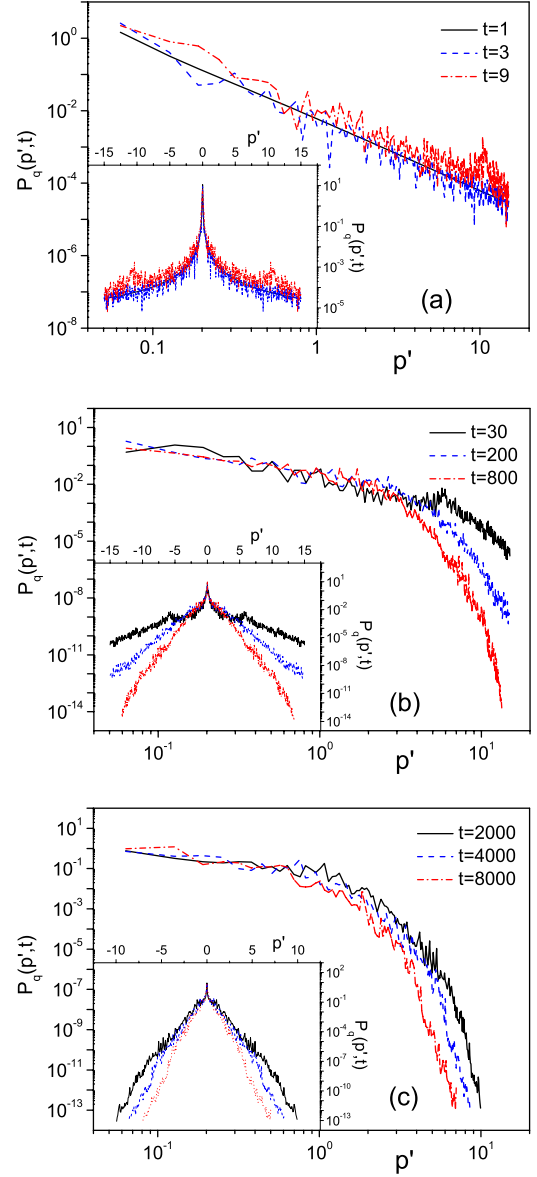 10^0
10^-2
10^-4
10^-6
10^-8
P_q(p',t)
t=1
t=3
t=9
p'
-15 -10 -5 0 5 10 15
10^1
10^-1
10^-3
10^-5
P_q(p',t)
(a)
0.1 1 10
p'
10^1
10^-2
10^-5
10^-8
10^-11
10^-14
P_q(p',t)
t=30
t=200
t=800
p'
-15 -10 -5 0 5 10 15
10^1
10^-2
10^-5
10^-8
10^-11
10^-14
P_q(p',t)
(b)
10^-1 10^0 10^1
p'
10^1
10^-1
10^-3
10^-5
10^-7
10^-9
10^-11
10^-13
P_q(p',t)
t=2000
t=4000
t=8000
-10 -5 0 5 p' 10
10^2
10^-1
10^-4
10^-7
10^-10
10^-13
P_q(p',t)
(c)
10^-1 10^0 10^1
p'